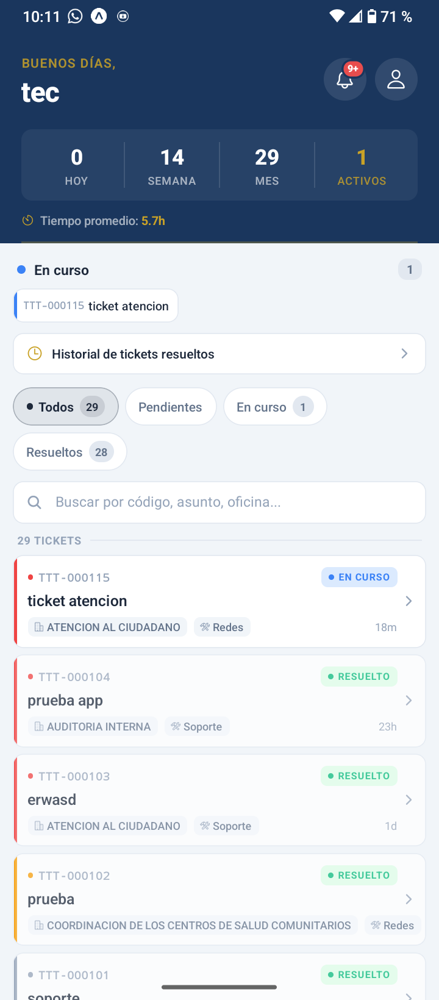 10:11
71 %
BUENOS DÍAS,
tec
9+
0
HOY
14
SEMANA
29
MES
1
ACTIVOS
Tiempo promedio: 5.7h
En curso
1
TTT-000115 ticket atencion
Historial de tickets resueltos
Todos 29
Pendientes
En curso 1
Resueltos 28
Buscar por código, asunto, oficina...
29 TICKETS
TTT-000115
EN CURSO
ticket atencion
ATENCION AL CIUDADANO
Redes
18m
TTT-000104
RESUELTO
prueba app
AUDITORIA INTERNA
Soporte
23h
TTT-000103
RESUELTO
erwasd
ATENCION AL CIUDADANO
Soporte
1d
TTT-000102
RESUELTO
prueba
COORDINACION DE LOS CENTROS DE SALUD COMUNITARIOS
Redes
TTT-000101
RESUELTO
soporte